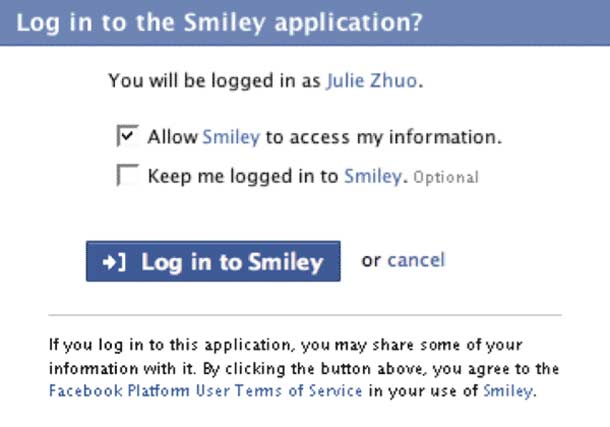 Log in to the Smiley application?
You will be logged in as Julie Zhuo.
Allow Smiley to access my information.
Keep me logged in to Smiley. Optional
Log in to Smiley or cancel
If you log in to this application, you may share some of your
information with it. By clicking the button above, you agree to the
Facebook Platform User Terms of Service in your use of Smiley.